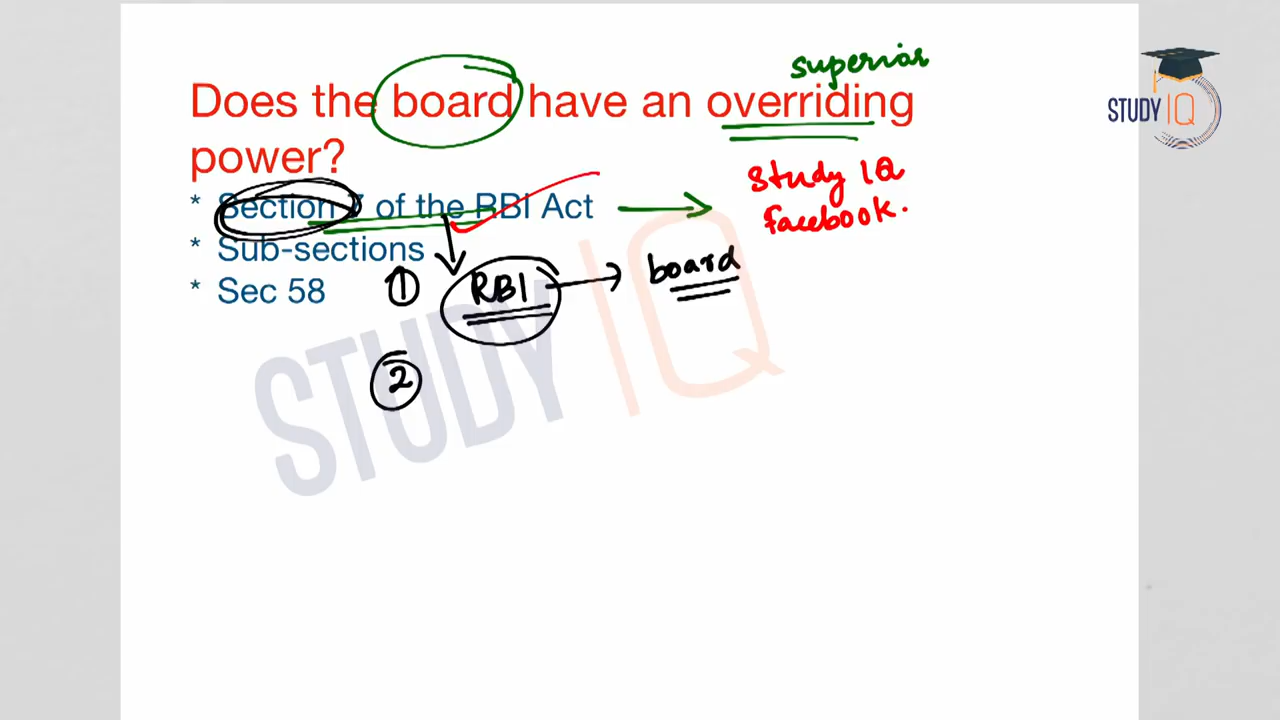 superior
Does the board have an overriding
power?
* Section 7 of the RBI Act
Study IQ
facebook.
* Sub-sections
* Sec 58
① RBI → board
②
STUDY IQ
STUDY IQ